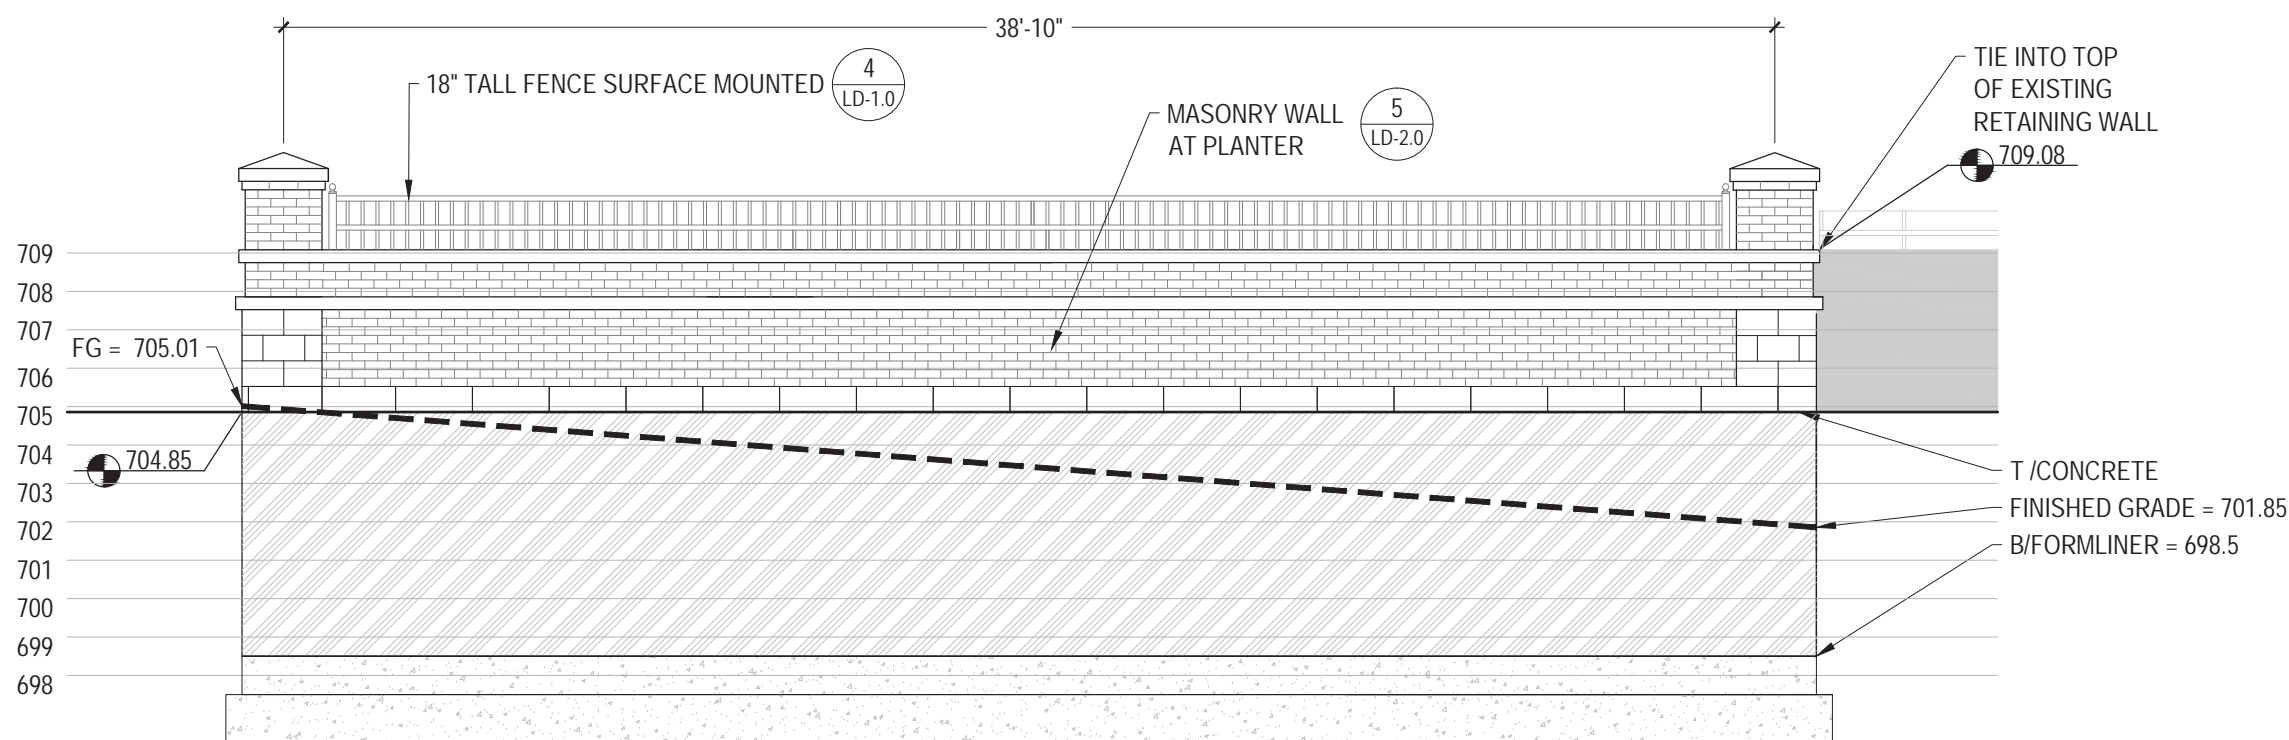 38'-10"
18" TALL FENCE SURFACE MOUNTED
4
LD-1.0
MASONRY WALL
AT PLANTER
5
LD-2.0
TIE INTO TOP
OF EXISTING
RETAINING WALL
709.08
709
708
707
FG = 705.01
706
705
704
704.85
703
702
701
700
699
698
T /CONCRETE
FINISHED GRADE = 701.85
B/FORMLINER = 698.5